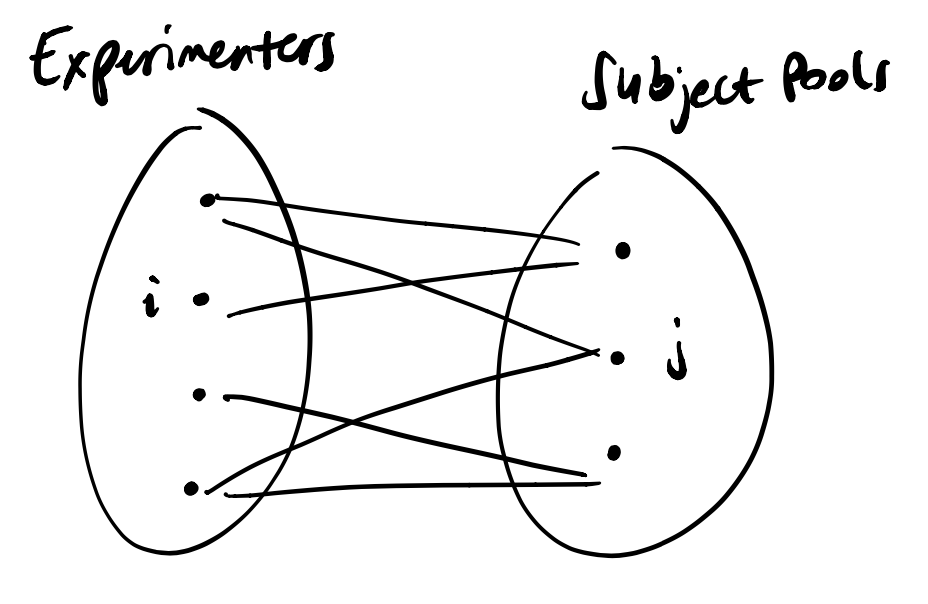 Experimenters
Subject Pools
i
j